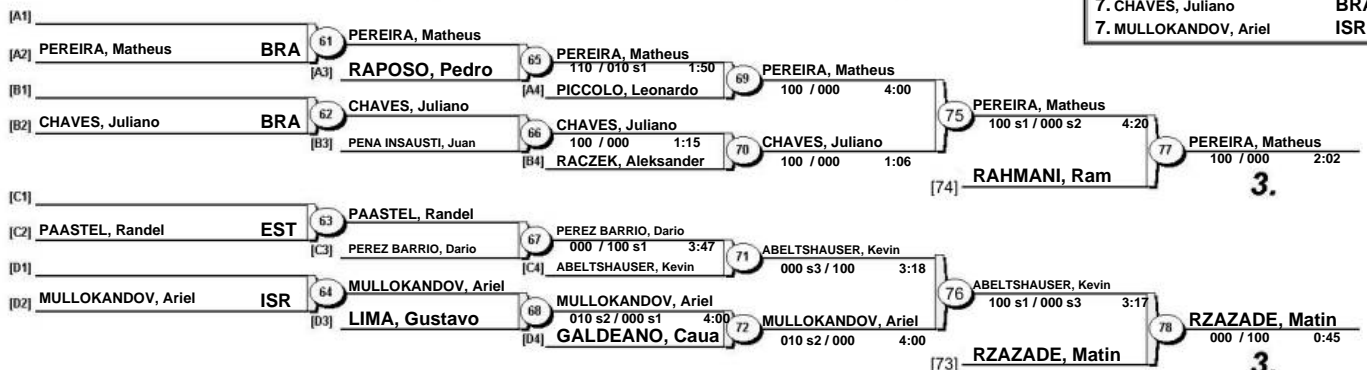 7. CHAVES, Juliano BRA
7. MULLOKANDOV, Ariel ISR
[A1]
[A2] PEREIRA, Matheus BRA
61 PEREIRA, Matheus
[A3] RAPOSO, Pedro
65 PEREIRA, Matheus
110 / 010 s1 1:50
[A4] PICCOLO, Leonardo
69 PEREIRA, Matheus
100 / 000 4:00
[B1]
[B2] CHAVES, Juliano BRA
62 CHAVES, Juliano
[B3] PENA INSAUSTI, Juan
66 CHAVES, Juliano
100 / 000 1:15
[B4] RACZEK, Aleksander
70 CHAVES, Juliano
100 / 000 1:06
75 PEREIRA, Matheus
100 s1 / 000 s2 4:20
[74] RAHMANI, Ram
77 PEREIRA, Matheus
100 / 000 2:02
3.
[C1]
[C2] PAASTEL, Randel EST
63 PAASTEL, Randel
[C3] PEREZ BARRIO, Dario
67 PEREZ BARRIO, Dario
000 / 100 s1 3:47
[C4] ABELTSHAUSER, Kevin
71 ABELTSHAUSER, Kevin
000 s3 / 100 3:18
[D1]
[D2] MULLOKANDOV, Ariel ISR
64 MULLOKANDOV, Ariel
[D3] LIMA, Gustavo
68 MULLOKANDOV, Ariel
010 s2 / 000 s1 4:00
[D4] GALDEANO, Caua
72 MULLOKANDOV, Ariel
010 s2 / 000 4:00
76 ABELTSHAUSER, Kevin
100 s1 / 000 s3 3:17
[73] RZAZADE, Matin
78 RZAZADE, Matin
000 / 100 0:45
3.